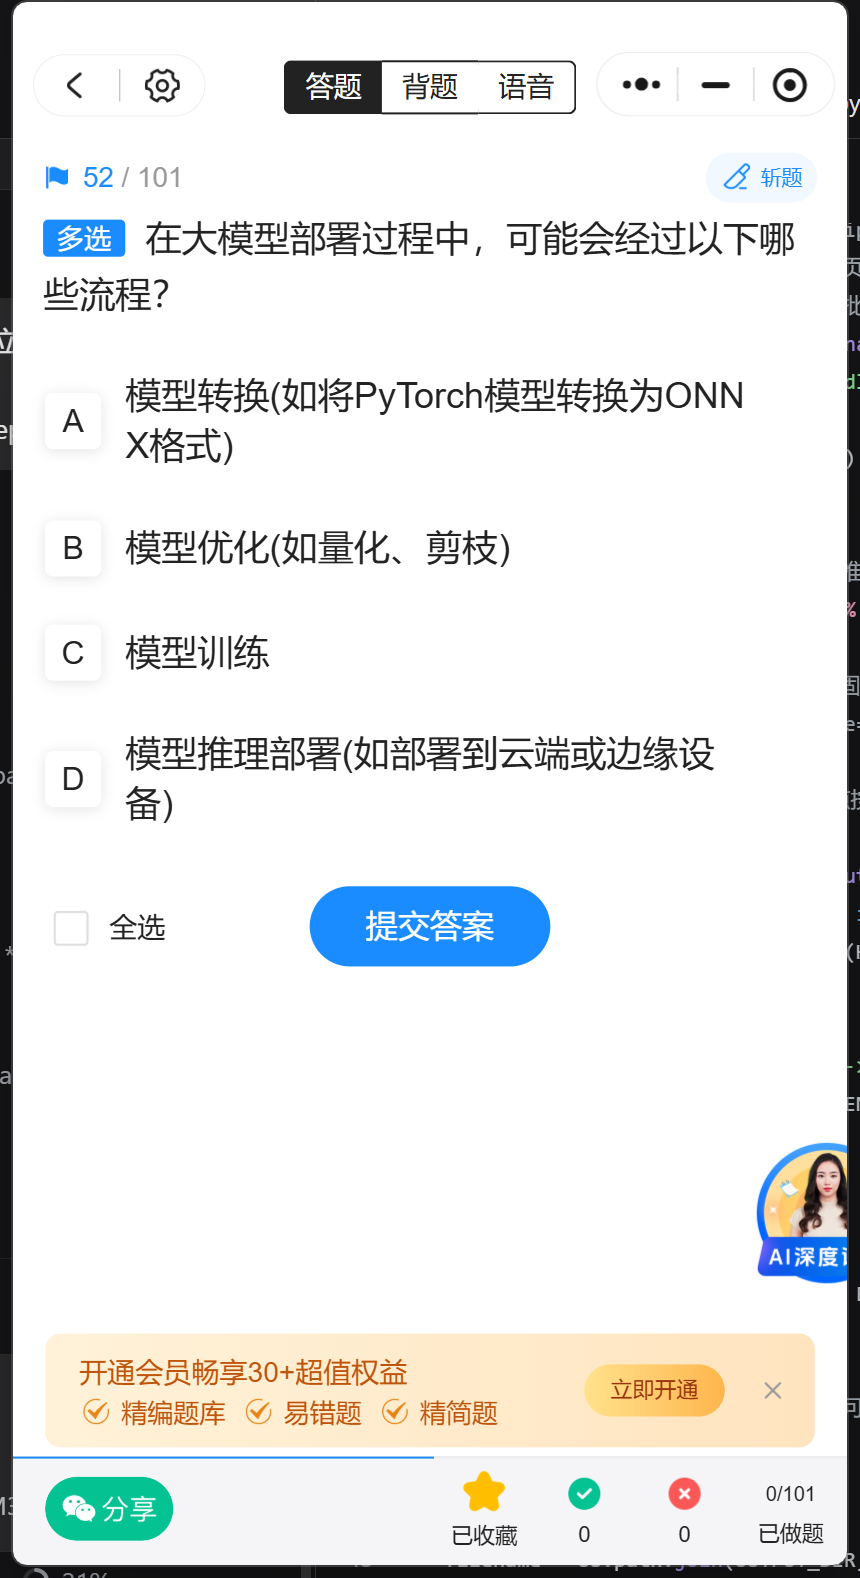 答题 背题 语音
52 / 101 斩题
多选 在大模型部署过程中，可能会经过以下哪
些流程？
A 模型转换(如将PyTorch模型转换为ONN
X格式)
B 模型优化(如量化、剪枝)
C 模型训练
D 模型推理部署(如部署到云端或边缘设
备)
全选 提交答案
AI深度
开通会员畅享30+超值权益
精编题库 易错题 精简题
立即开通
分享
已收藏
0
0
0/101
已做题